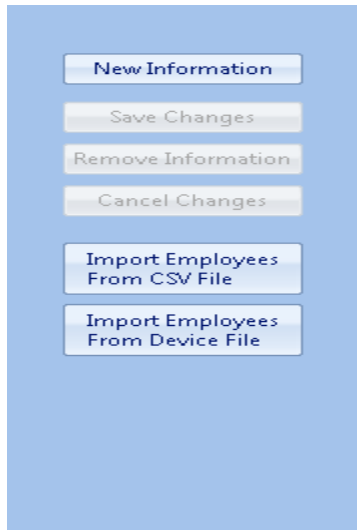 New Information
Save Changes
Remove Information
Cancel Changes
Import Employees
From CSV File
Import Employees
From Device File